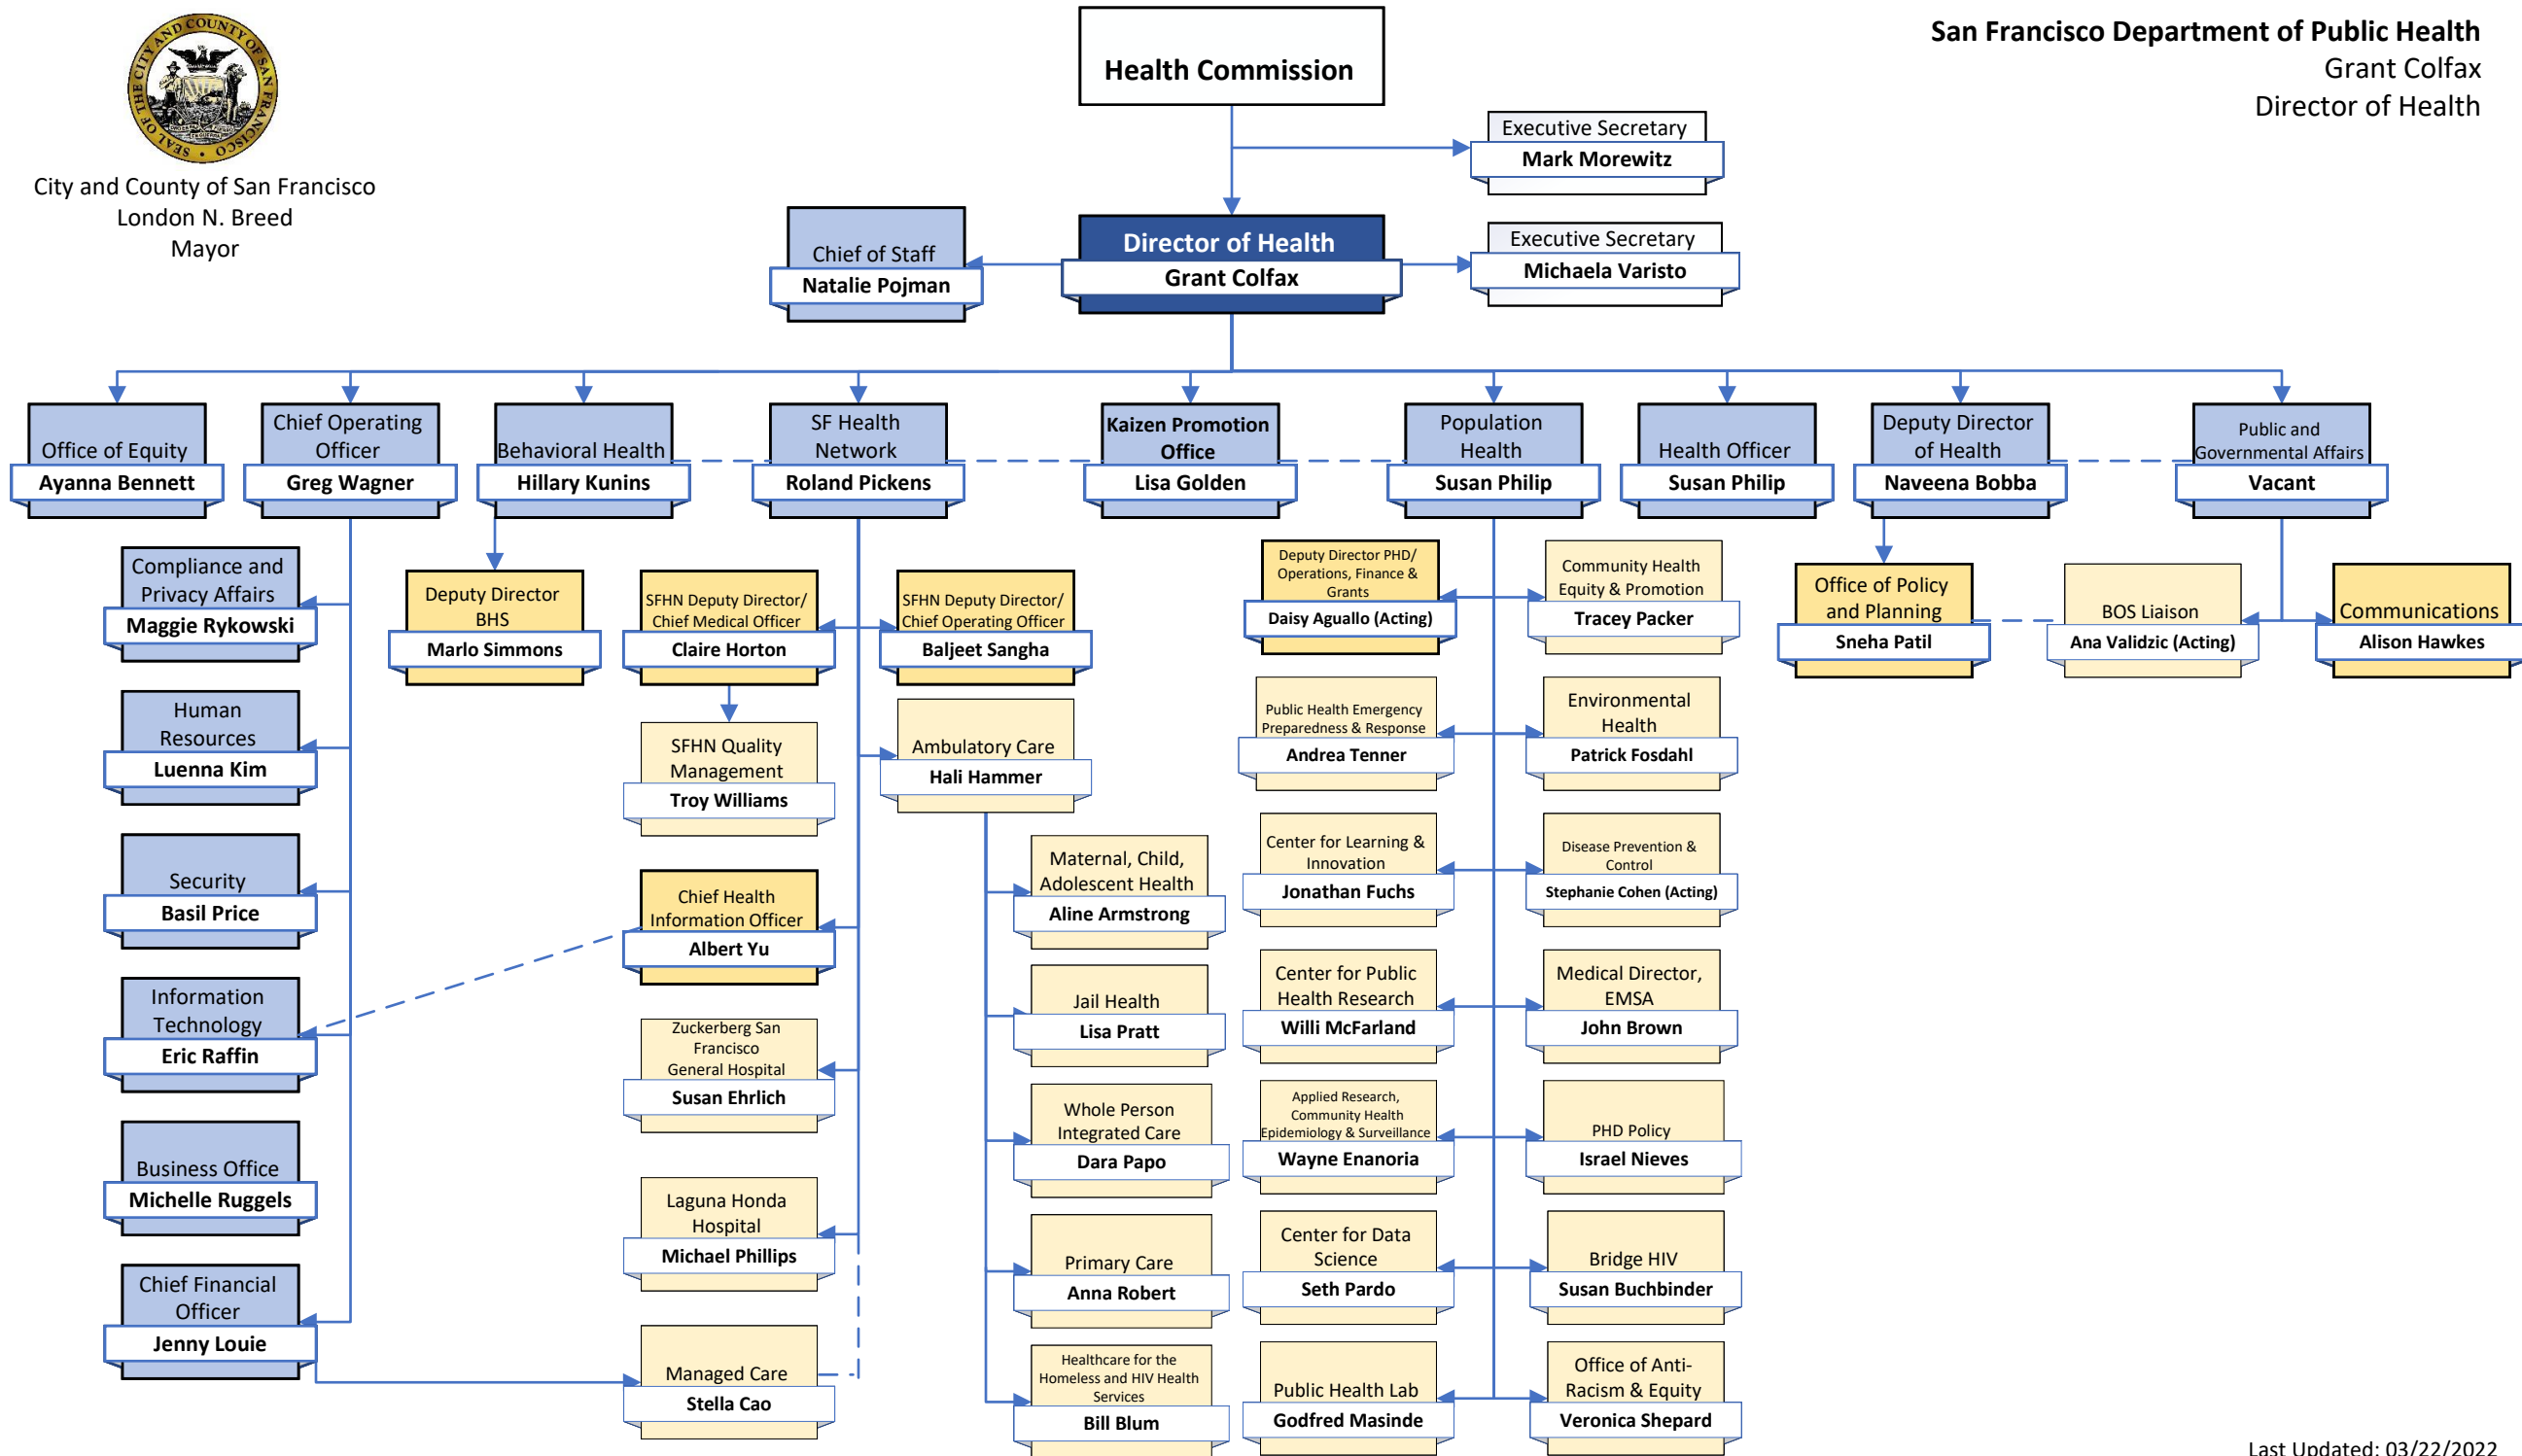 SEAL OF THE CITY AND COUNTY OF SAN FRANCISCO
City and County of San Francisco
London N. Breed
Mayor
San Francisco Department of Public Health
Grant Colfax
Director of Health
Health Commission
Executive Secretary
Mark Morewitz
Director of Health
Grant Colfax
Chief of Staff
Natalie Pojman
Executive Secretary
Michaela Varisto
Office of Equity
Ayanna Bennett
Chief Operating
Officer
Greg Wagner
Behavioral Health
Hillary Kunins
SF Health
Network
Roland Pickens
Kaizen Promotion
Office
Lisa Golden
Population
Health
Susan Philip
Health Officer
Susan Philip
Deputy Director
of Health
Naveena Bobba
Public and
Governmental Affairs
Vacant
Compliance and
Privacy Affairs
Maggie Rykowski
Human
Resources
Luenna Kim
Security
Basil Price
Information
Technology
Eric Raffin
Business Office
Michelle Ruggels
Chief Financial
Officer
Jenny Louie
Deputy Director
BHS
Marlo Simmons
SFHN Deputy Director/
Chief Medical Officer
Claire Horton
SFHN Deputy Director/
Chief Operating Officer
Baljeet Sangha
SFHN Quality
Management
Troy Williams
Chief Health
Information Officer
Albert Yu
Zuckerberg San
Francisco
General Hospital
Susan Ehrlich
Laguna Honda
Hospital
Michael Phillips
Managed Care
Stella Cao
Ambulatory Care
Hali Hammer
Maternal, Child,
Adolescent Health
Aline Armstrong
Jail Health
Lisa Pratt
Whole Person
Integrated Care
Dara Papo
Primary Care
Anna Robert
Healthcare for the
Homeless and HIV Health
Services
Bill Blum
Deputy Director PHD/
Operations, Finance &
Grants
Daisy Aguallo (Acting)
Community Health
Equity & Promotion
Tracey Packer
Public Health Emergency
Preparedness & Response
Andrea Tenner
Environmental
Health
Patrick Fosdahl
Center for Learning &
Innovation
Jonathan Fuchs
Disease Prevention &
Control
Stephanie Cohen (Acting)
Center for Public
Health Research
Willi McFarland
Medical Director,
EMSA
John Brown
Applied Research,
Community Health
Epidemiology & Surveillance
Wayne Enanoria
PHD Policy
Israel Nieves
Center for Data
Science
Seth Pardo
Bridge HIV
Susan Buchbinder
Public Health Lab
Godfred Masinde
Office of Anti-
Racism & Equity
Veronica Shepard
Office of Policy
and Planning
Sneha Patil
BOS Liaison
Ana Validzic (Acting)
Communications
Alison Hawkes
Last Updated: 03/22/2022